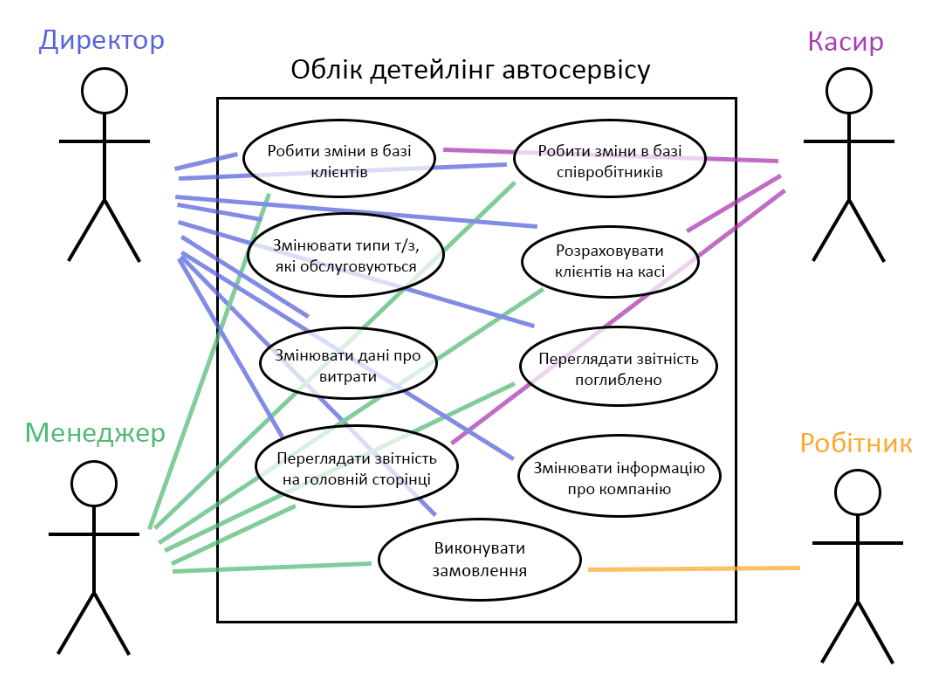 Директор
Касир
Облік детейлінг автосервісу
Робити зміни в базі
клієнтів
Робити зміни в базі
співробітників
Змінювати типи т/з,
які обслуговуються
Розраховувати
клієнтів на касі
Змінювати дані про
витрати
Переглядати звітність
поглиблено
Менеджер
Робітник
Переглядати звітність
на головній сторінці
Змінювати інформацію
про компанію
Виконувати
замовлення